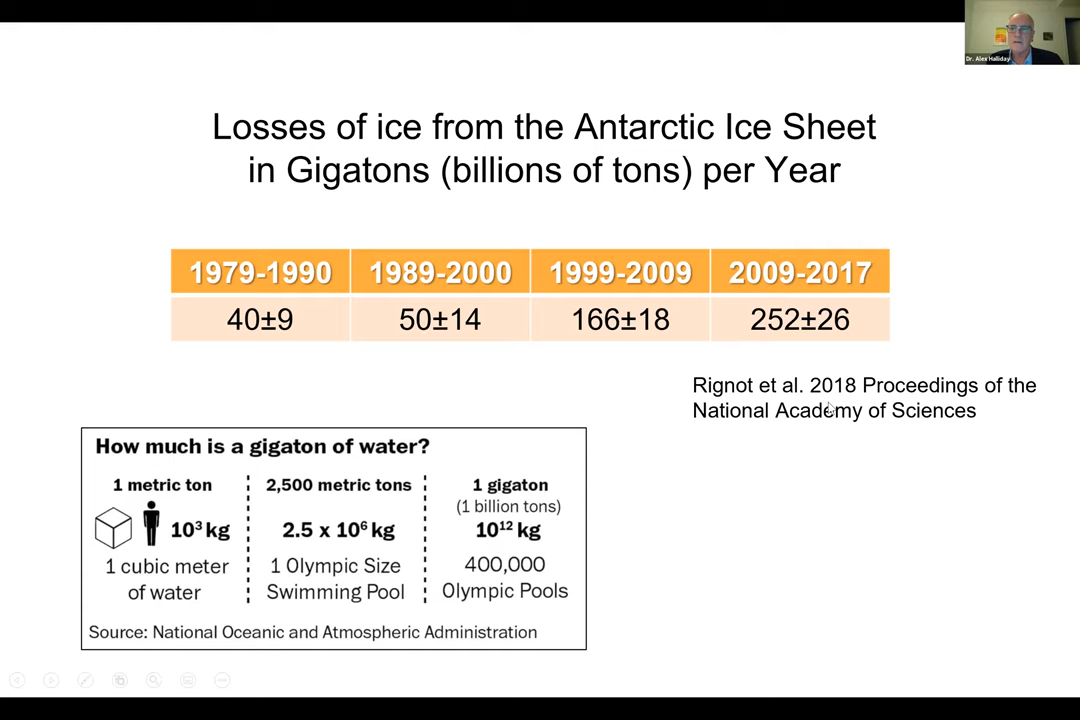 Dr. Alex Halliday
Losses of ice from the Antarctic Ice Sheet
in Gigatons (billions of tons) per Year
1979-1990 1989-2000 1999-2009 2009-2017
40±9 50±14 166±18 252±26
Rignot et al. 2018 Proceedings of the
National Academy of Sciences
How much is a gigaton of water?
1 metric ton 2,500 metric tons 1 gigaton
(1 billion tons)
10³ kg 2.5 x 10⁶ kg 10¹² kg
1 cubic meter 1 Olympic Size 400,000
of water Swimming Pool Olympic Pools
Source: National Oceanic and Atmospheric Administration